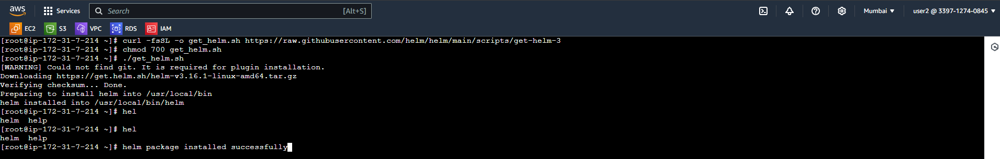 aws Services Search [Alt+S] Mumbai ▼ user2 @ 3397-1274-0845 ▼
EC2 S3 VPC RDS IAM
[root@ip-172-31-7-214 ~]# curl -fsSL -o get_helm.sh https://raw.githubusercontent.com/helm/helm/main/scripts/get-helm-3
[root@ip-172-31-7-214 ~]# chmod 700 get_helm.sh
[root@ip-172-31-7-214 ~]# ./get_helm.sh
[WARNING] Could not find git. It is required for plugin installation.
Downloading https://get.helm.sh/helm-v3.16.1-linux-amd64.tar.gz
Verifying checksum... Done.
Preparing to install helm into /usr/local/bin
helm installed into /usr/local/bin/helm
[root@ip-172-31-7-214 ~]# hel
helm  help
[root@ip-172-31-7-214 ~]# hel
helm  help
[root@ip-172-31-7-214 ~]# helm package installed successfully